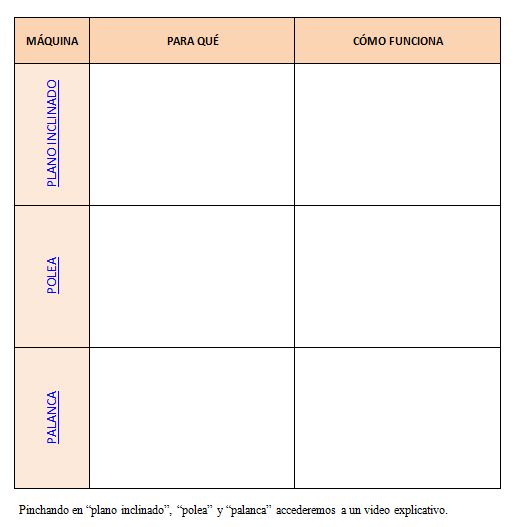 MÁQUINA PARA QUÉ CÓMO FUNCIONA
PLANO INCLINADO
POLEA
PALANCA
Pinchando en “plano inclinado”, “polea” y “palanca” accederemos a un video explicativo.